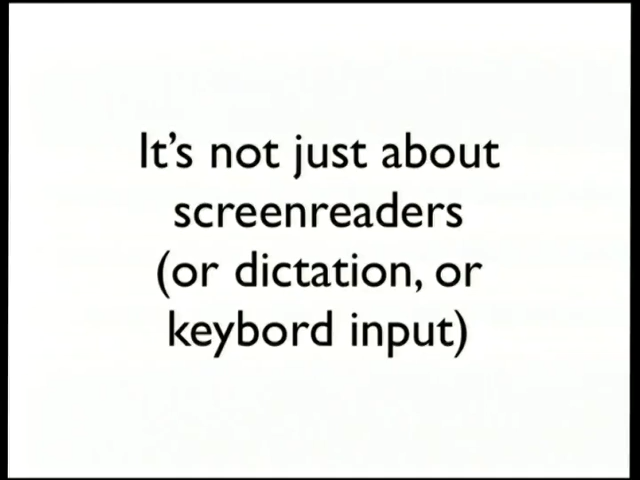 It's not just about
screenreaders
(or dictation, or
keybord input)